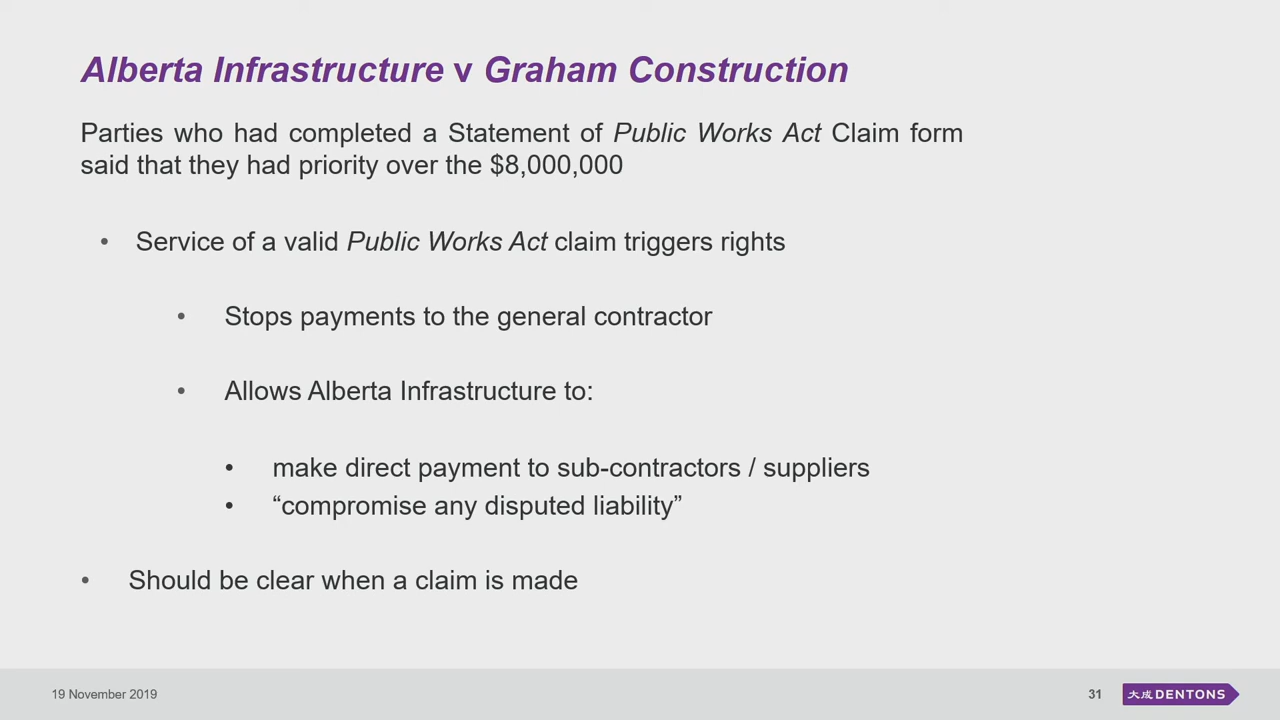 Alberta Infrastructure v Graham Construction
Parties who had completed a Statement of Public Works Act Claim form
said that they had priority over the $8,000,000
• Service of a valid Public Works Act claim triggers rights
• Stops payments to the general contractor
• Allows Alberta Infrastructure to:
• make direct payment to sub-contractors / suppliers
• “compromise any disputed liability”
• Should be clear when a claim is made
19 November 2019
31
大成 DENTONS